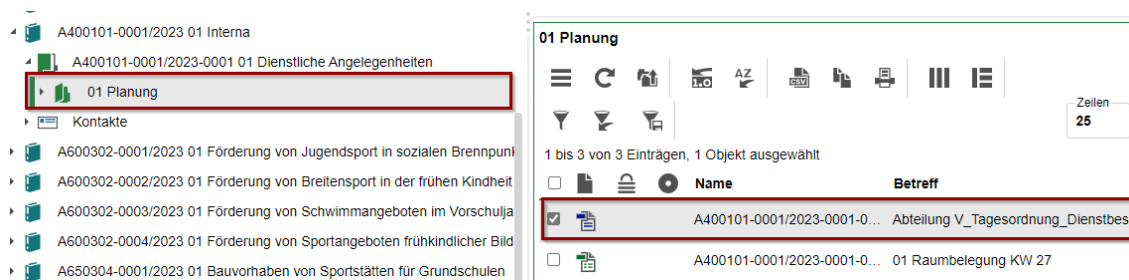 A400101-0001/2023 01 Interna
A400101-0001/2023-0001 01 Dienstliche Angelegenheiten
01 Planung
Kontakte
A600302-0001/2023 01 Förderung von Jugendsport in sozialen Brennpunk
A600302-0002/2023 01 Förderung von Breitensport in der frühen Kindheit
A600302-0003/2023 01 Förderung von Schwimmangeboten im Vorschulja
A600302-0004/2023 01 Förderung von Sportangeboten frühkindlicher Bild
A650304-0001/2023 01 Bauvorhaben von Sportstätten für Grundschulen
01 Planung
1.0
AZ
CSV
Zeilen
25
1 bis 3 von 3 Einträgen, 1 Objekt ausgewählt
Name Betreff
A400101-0001/2023-0001-0... Abteilung V_Tagesordnung_Dienstbes
A400101-0001/2023-0001-0... 01 Raumbelegung KW 27